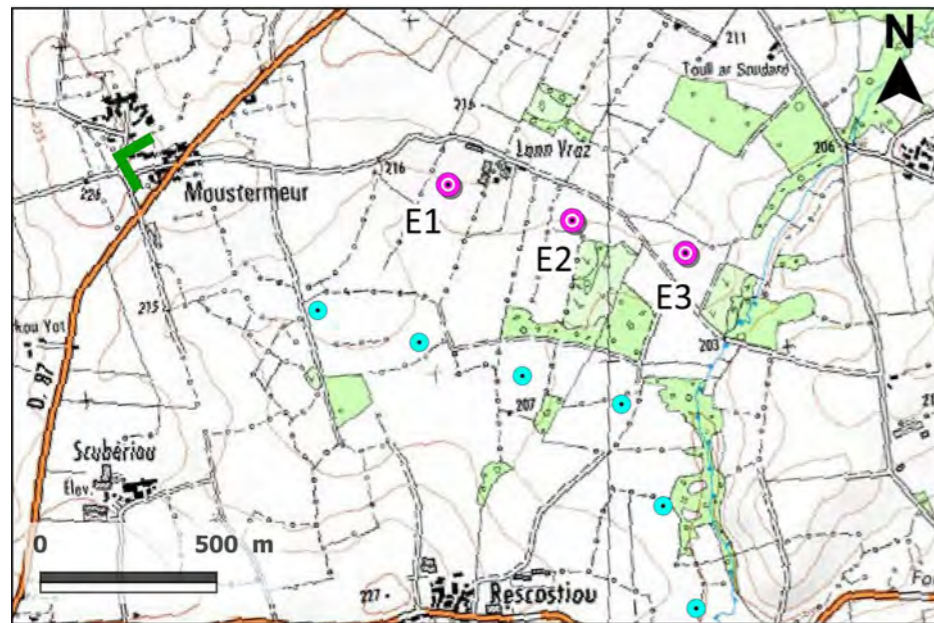 N
211
Toull ar Soudard
216
Lann Vraz
206
216
226
Moustermeur
E1
E2
E3
215
203
D. 87
207
Scubériou
Elev.
0 500 m
227
Rescostiou